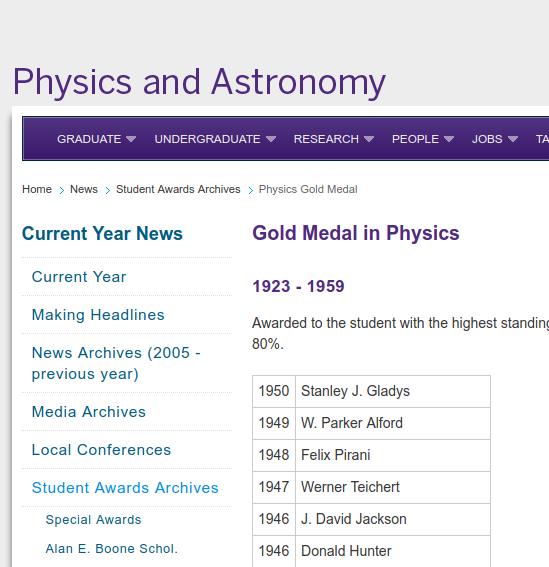 Physics and Astronomy
GRADUATE UNDERGRADUATE RESEARCH PEOPLE JOBS TA
Home News Student Awards Archives Physics Gold Medal
Current Year News
Current Year
Making Headlines
News Archives (2005 -
previous year)
Media Archives
Local Conferences
Student Awards Archives
Special Awards
Alan E. Boone Schol.
Gold Medal in Physics
1923 - 1959
Awarded to the student with the highest standing
80%.
1950 Stanley J. Gladys
1949 W. Parker Alford
1948 Felix Pirani
1947 Werner Teichert
1946 J. David Jackson
1946 Donald Hunter